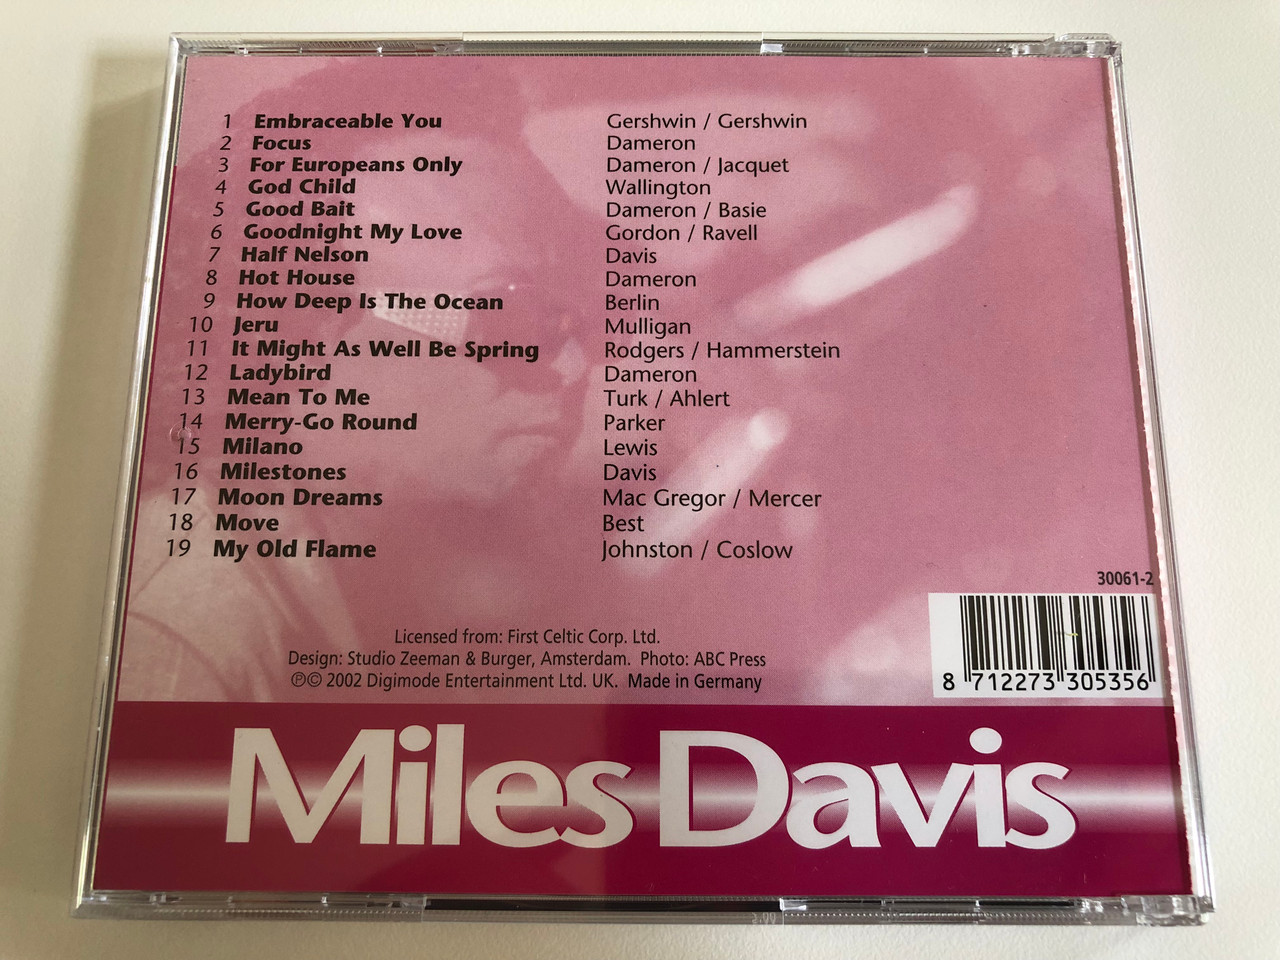 1 Embraceable You Gershwin / Gershwin
2 Focus Dameron
3 For Europeans Only Dameron / Jacquet
4 God Child Wallington
5 Good Bait Dameron / Basie
6 Goodnight My Love Gordon / Ravell
7 Half Nelson Davis
8 Hot House Dameron
9 How Deep Is The Ocean Berlin
10 Jeru Mulligan
11 It Might As Well Be Spring Rodgers / Hammerstein
12 Ladybird Dameron
13 Mean To Me Turk / Ahlert
14 Merry-Go Round Parker
15 Milano Lewis
16 Milestones Davis
17 Moon Dreams Mac Gregor / Mercer
18 Move Best
19 My Old Flame Johnston / Coslow
30061-2
Licensed from: First Celtic Corp. Ltd.
Design: Studio Zeeman & Burger, Amsterdam. Photo: ABC Press
℗© 2002 Digimode Entertainment Ltd. UK. Made in Germany
8 712273 305356
Miles Davis